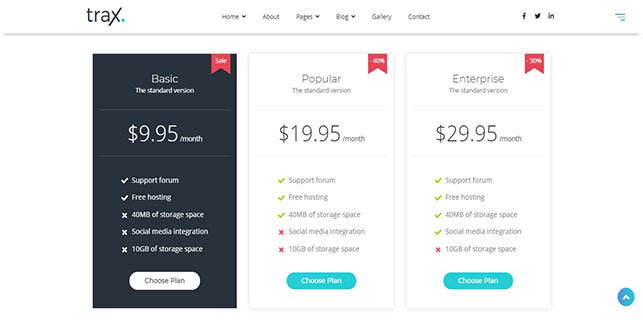 trax.
Home About Pages Blog Gallery Contact
Sale
Basic
The standard version
$9.95 /month
Support forum
Free hosting
40MB of storage space
Social media integration
10GB of storage space
Choose Plan
- 40%
Popular
The standard version
$19.95 /month
Support forum
Free hosting
40MB of storage space
Social media integration
10GB of storage space
Choose Plan
- 30%
Enterprise
The standard version
$29.95 /month
Support forum
Free hosting
40MB of storage space
Social media integration
10GB of storage space
Choose Plan